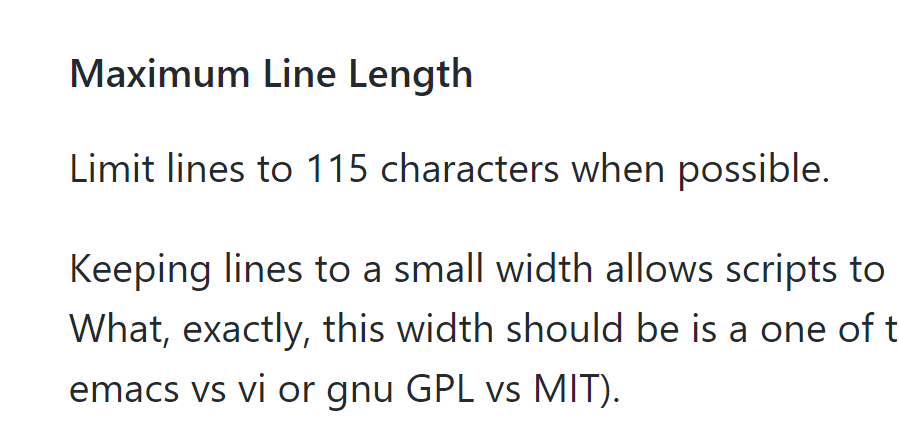 Maximum Line Length
Limit lines to 115 characters when possible.
Keeping lines to a small width allows scripts to
What, exactly, this width should be is a one of t
emacs vs vi or gnu GPL vs MIT).